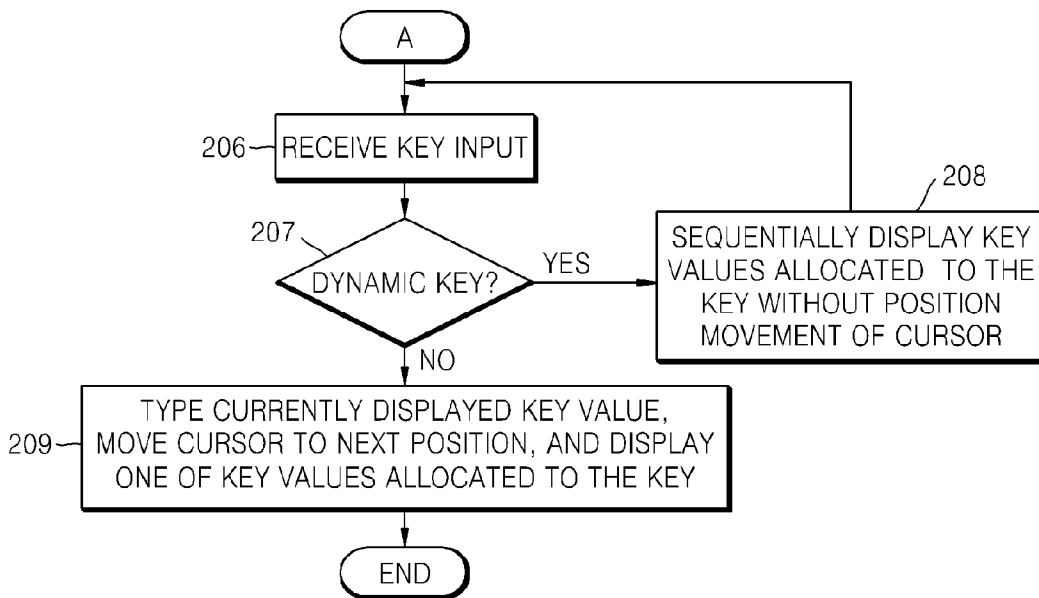 A
206
RECEIVE KEY INPUT
207
DYNAMIC KEY?
YES
208
SEQUENTIALLY DISPLAY KEY
VALUES ALLOCATED TO THE
KEY WITHOUT POSITION
MOVEMENT OF CURSOR
NO
209
TYPE CURRENTLY DISPLAYED KEY VALUE,
MOVE CURSOR TO NEXT POSITION, AND DISPLAY
ONE OF KEY VALUES ALLOCATED TO THE KEY
END